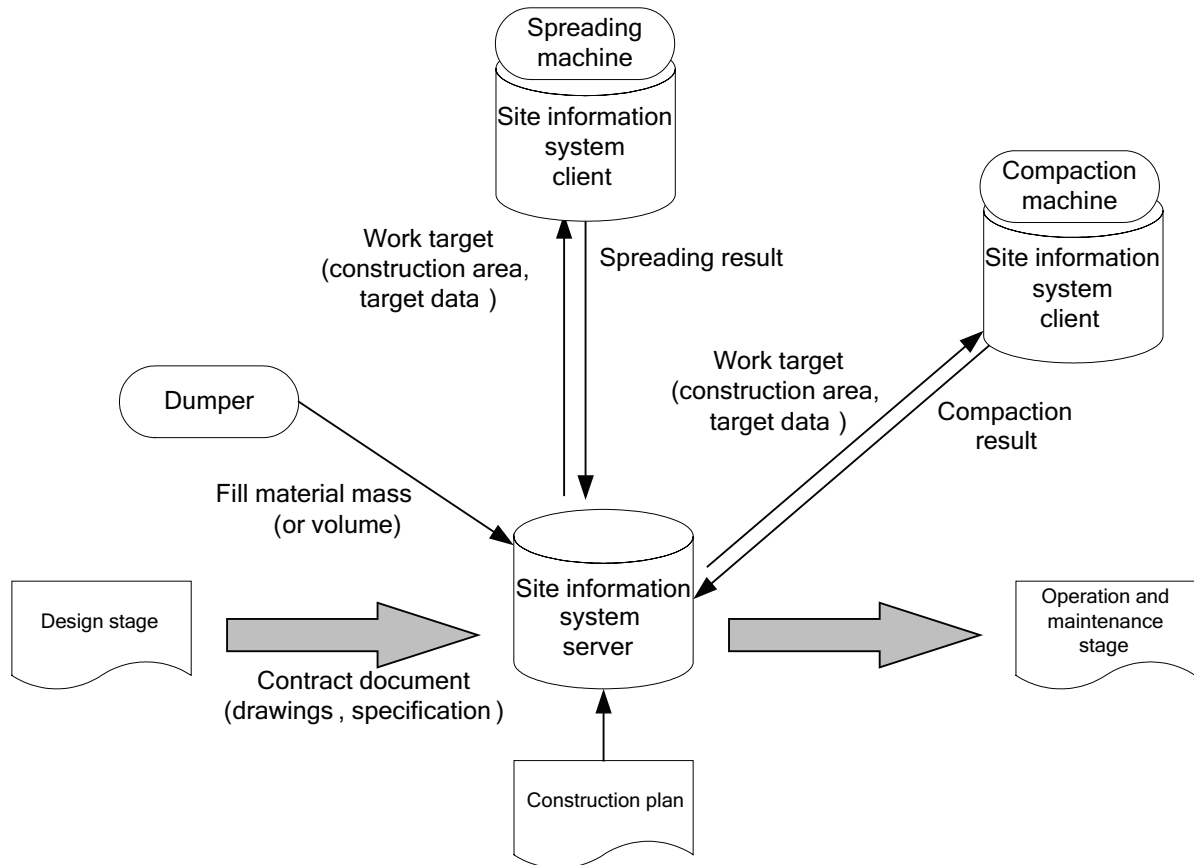 Spreading
machine
Site information
system
client
Compaction
machine
Site information
system
client
Work target
(construction area,
target data )
Spreading result
Work target
(construction area,
target data )
Compaction
result
Dumper
Fill material mass
(or volume)
Design stage
Contract document
(drawings , specification )
Site information
system
server
Operation and
maintenance
stage
Construction plan